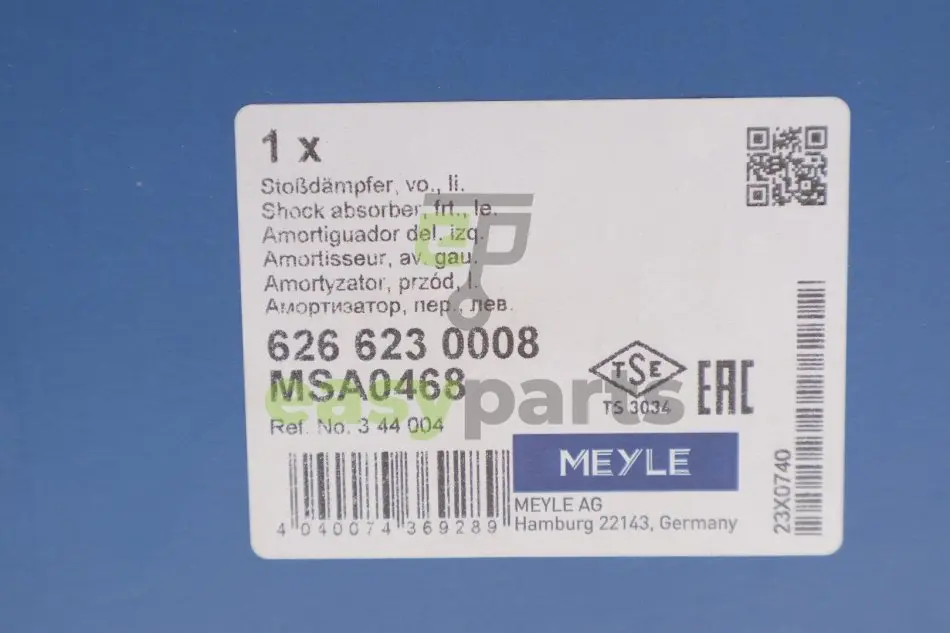 1 x
Stoßdämpfer, vo., li.
Shock absorber, frt., le.
Amortiguador del. izq.
Amortisseur, av. gau.
Amortyzator, przód, l.
Амортизатор, пер., лев.
626 623 0008
MSA0468
Ref. No. 3 44 004
TSE
TS 3034
EAC
easyparts
MEYLE
MEYLE AG
Hamburg 22143, Germany
4 040074 369289
23X0740